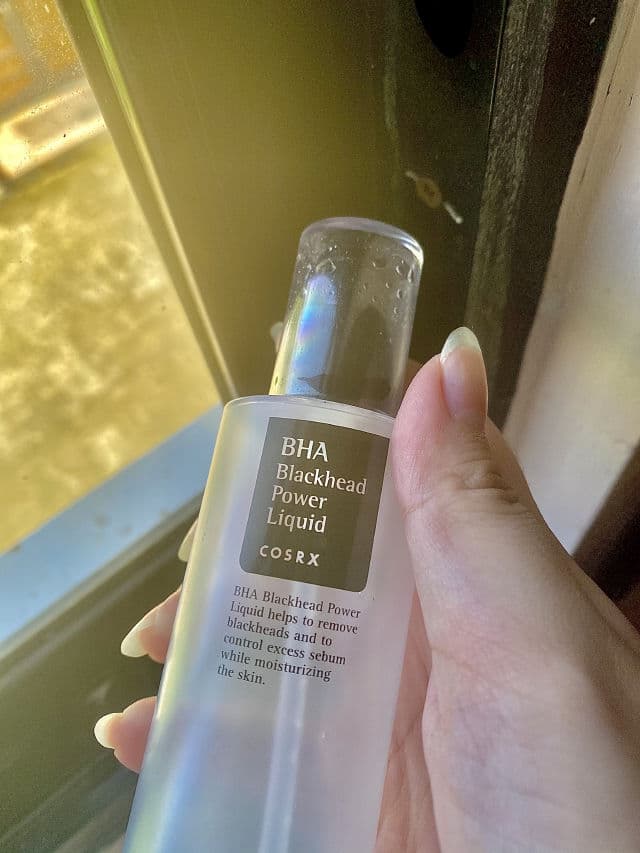 BHA
Blackhead
Power
Liquid
COSRX
BHA Blackhead Power
Liquid helps to remove
blackheads and to
control excess sebum
while moisturizing
the skin.